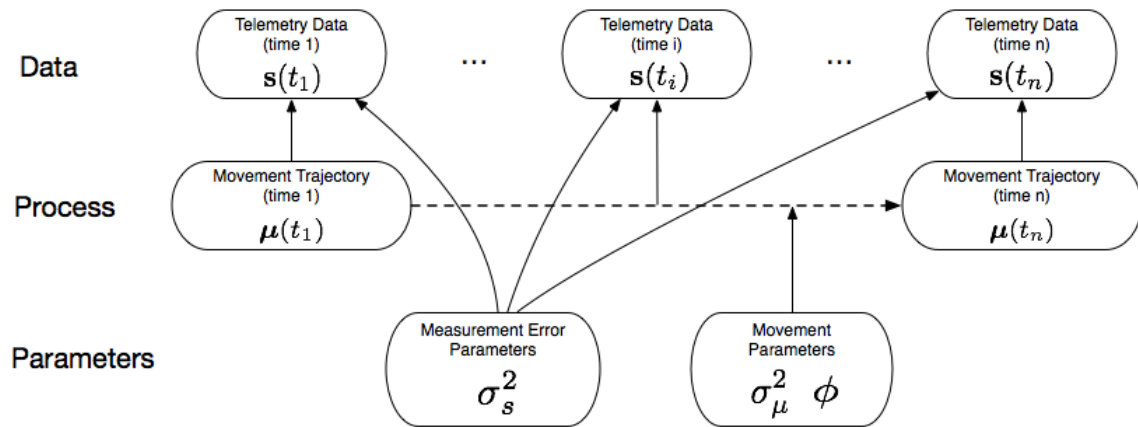 Data
Telemetry Data
(time 1)
s(t₁)
...
Telemetry Data
(time i)
s(tᵢ)
...
Telemetry Data
(time n)
s(tₙ)
Process
Movement Trajectory
(time 1)
μ(t₁)
Movement Trajectory
(time n)
μ(tₙ)
Parameters
Measurement Error
Parameters
σ²ₛ
Movement
Parameters
σ²_μ ϕ